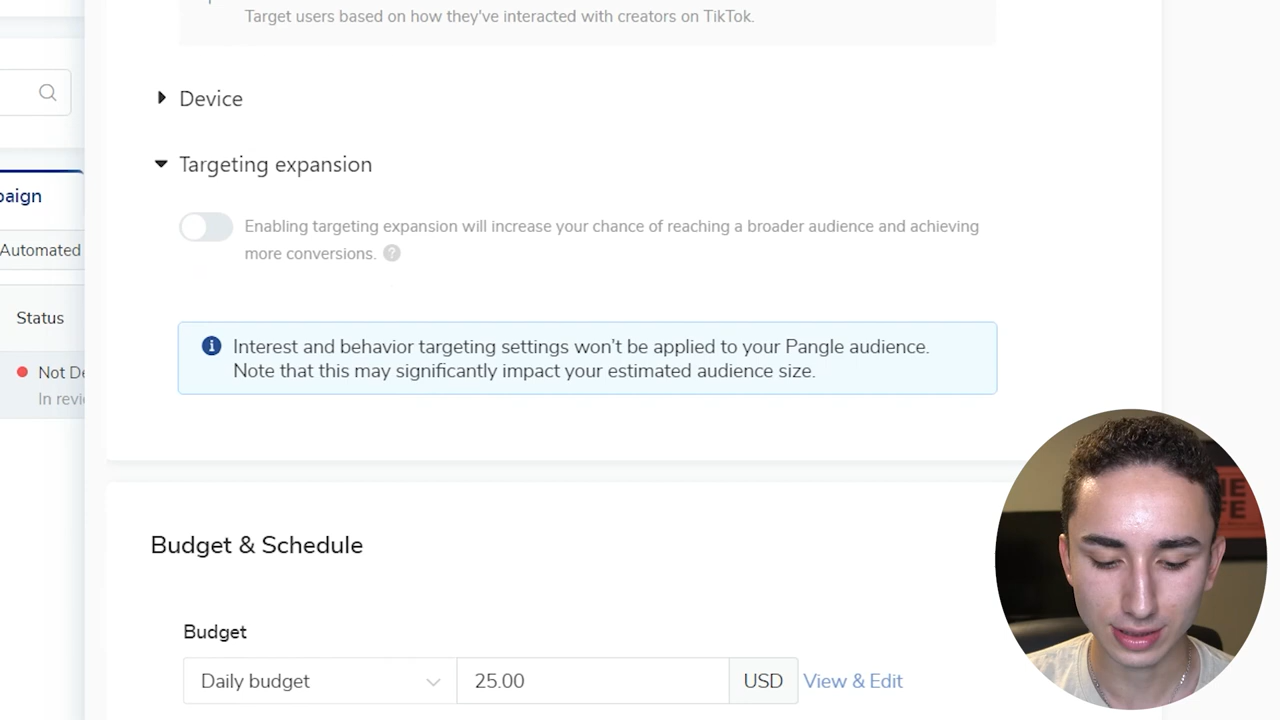 Target users based on how they've interacted with creators on TikTok.
Device
Targeting expansion
paign
Enabling targeting expansion will increase your chance of reaching a broader audience and achieving
more conversions. ?
Automated
Status
Interest and behavior targeting settings won't be applied to your Pangle audience.
Note that this may significantly impact your estimated audience size.
Not De
In revie
Budget & Schedule
Budget
Daily budget 25.00 USD View & Edit